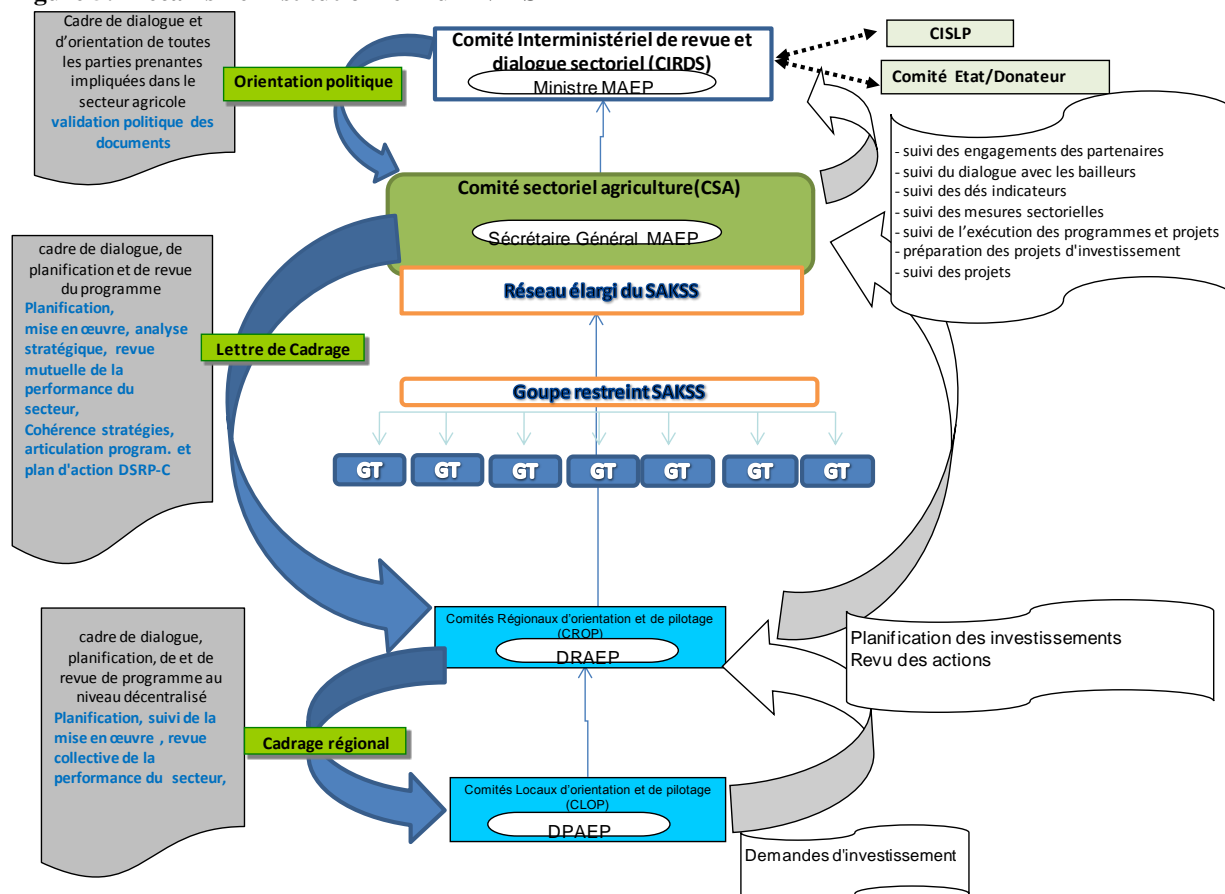 Cadre de dialogue et
d'orientation de toutes
les parties prenantes
impliquées dans le
secteur agricole
validation politique des
documents
Orientation politique
Comité Interministériel de revue et
dialogue sectoriel (CIRDS)
Ministre MAEP
CISLP
Comité Etat/Donateur
- suivi des engagements des partenaires
- suivi du dialogue avec les bailleurs
- suivi des dés indicateurs
- suivi des mesures sectorielles
- suivi de l'exécution des programmes et projets
- préparation des projets d'investissement
- suivi des projets
Comité sectoriel agriculture(CSA)
Sécrétaire Général MAEP
Réseau élargi du SAKSS
cadre de dialogue, de
planification et de revue
du programme
Planification,
mise en œuvre, analyse
stratégique, revue
mutuelle de la
performance du
secteur,
Cohérence stratégies,
articulation program. et
plan d'action DSRP-C
Lettre de Cadrage
Goupe restreint SAKSS
GT GT GT GT GT GT GT
Comités Régionaux d'orientation et de pilotage
(CROP)
DRAEP
Planification des investissements
Revu des actions
cadre de dialogue,
planification, de et de
revue de programme au
niveau décentralisé
Planification, suivi de la
mise en œuvre , revue
collective de la
performance du secteur,
Cadrage régional
Comités Locaux d'orientation et de pilotage
(CLOP)
DPAEP
Demandes d'investissement